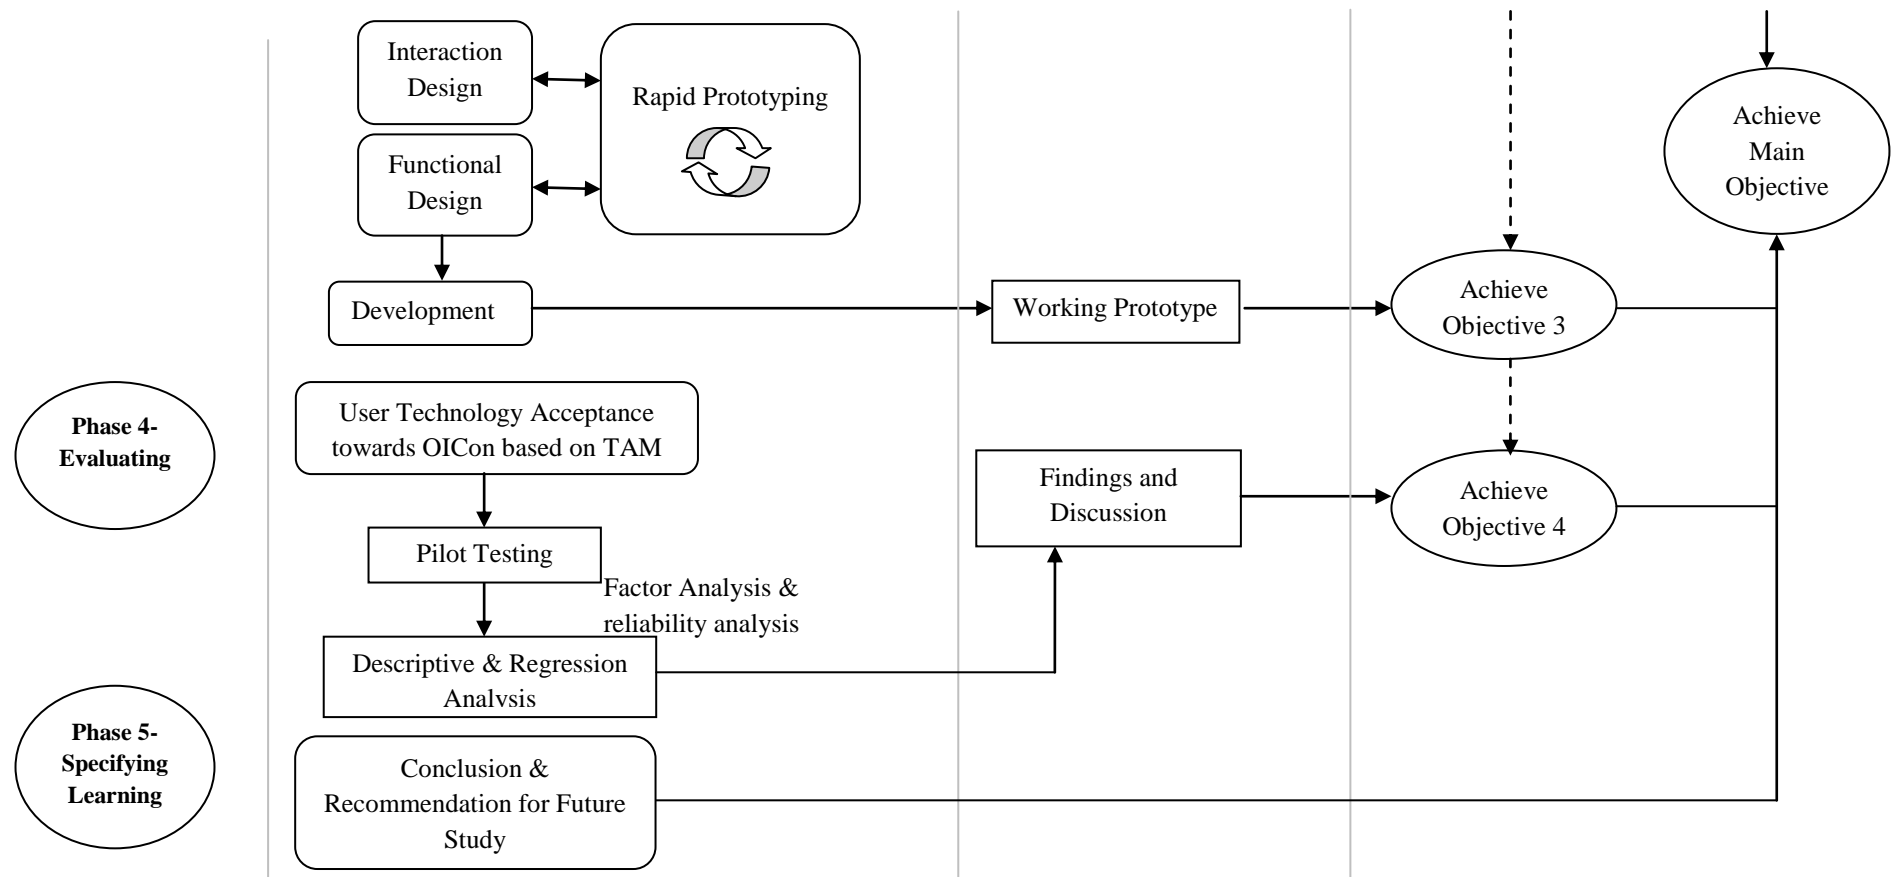 Interaction
Design
Rapid Prototyping
Functional
Design
Development
Working Prototype
Achieve
Objective 3
Achieve
Main
Objective
Phase 4-
Evaluating
User Technology Acceptance
towards OICon based on TAM
Pilot Testing
Factor Analysis &
reliability analysis
Descriptive & Regression
Analysis
Findings and
Discussion
Achieve
Objective 4
Phase 5-
Specifying
Learning
Conclusion &
Recommendation for Future
Study